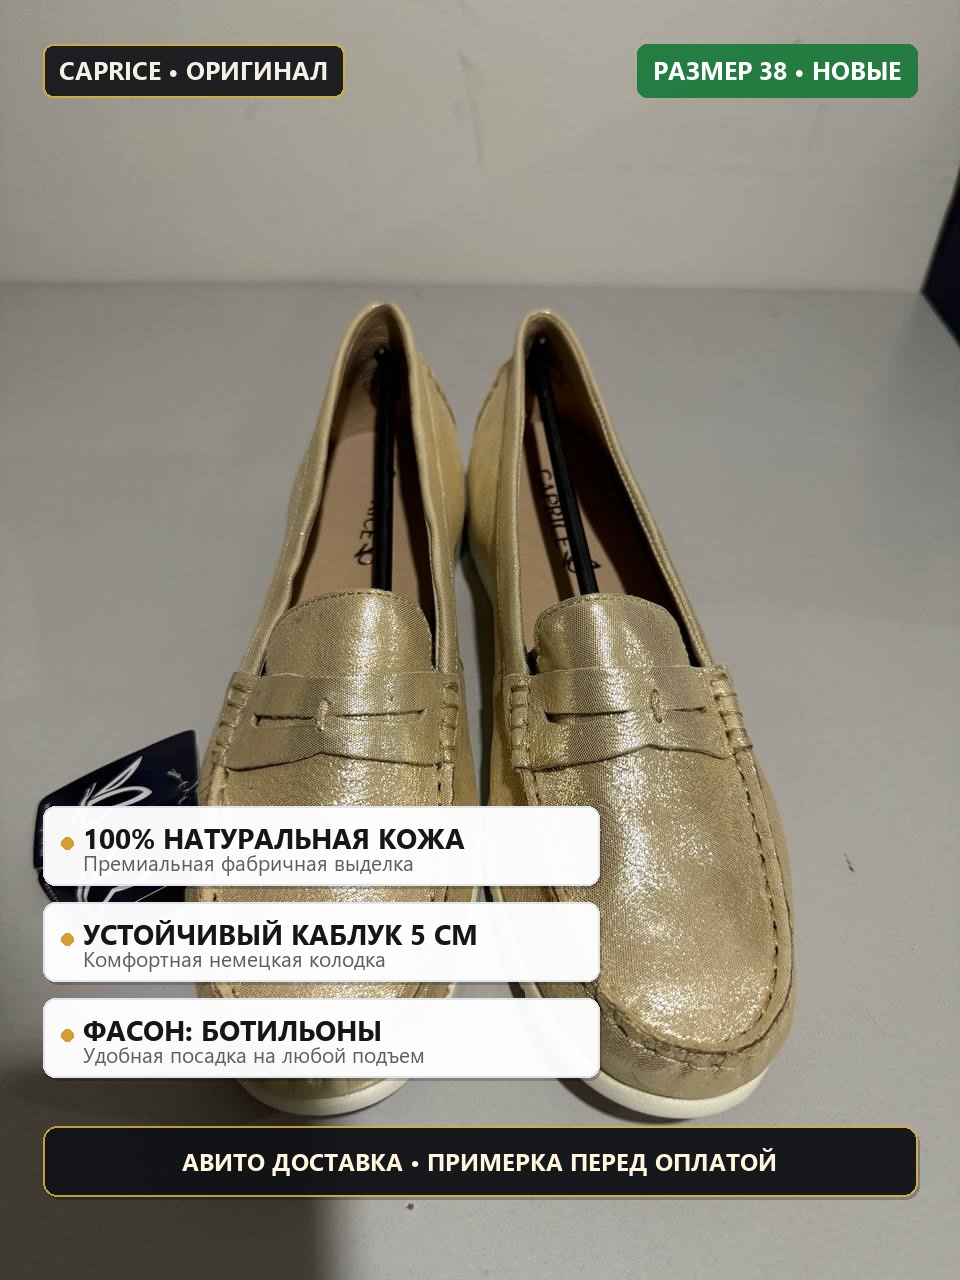 CAPRICE • ОРИГИНАЛ
РАЗМЕР 38 • НОВЫЕ
CAPRICE
100% НАТУРАЛЬНАЯ КОЖА
Премиальная фабричная выделка
УСТОЙЧИВЫЙ КАБЛУК 5 СМ
Комфортная немецкая колодка
ФАСОН: БОТИЛЬОНЫ
Удобная посадка на любой подъем
АВИТО ДОСТАВКА • ПРИМЕРКА ПЕРЕД ОПЛАТОЙ